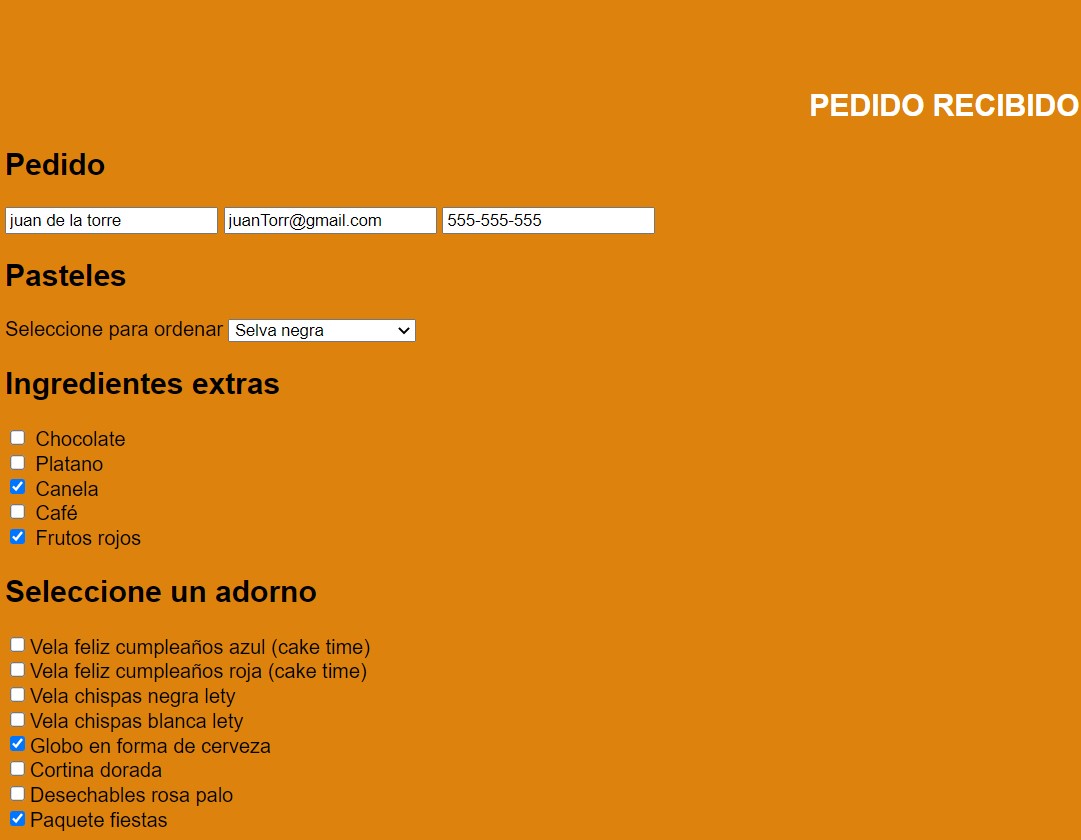 PEDIDO RECIBIDO
Pedido
juan de la torre juanTorr@gmail.com 555-555-555
Pasteles
Seleccione para ordenar Selva negra
Ingredientes extras
Chocolate
Platano
Canela
Café
Frutos rojos
Seleccione un adorno
Vela feliz cumpleaños azul (cake time)
Vela feliz cumpleaños roja (cake time)
Vela chispas negra lety
Vela chispas blanca lety
Globo en forma de cerveza
Cortina dorada
Desechables rosa palo
Paquete fiestas